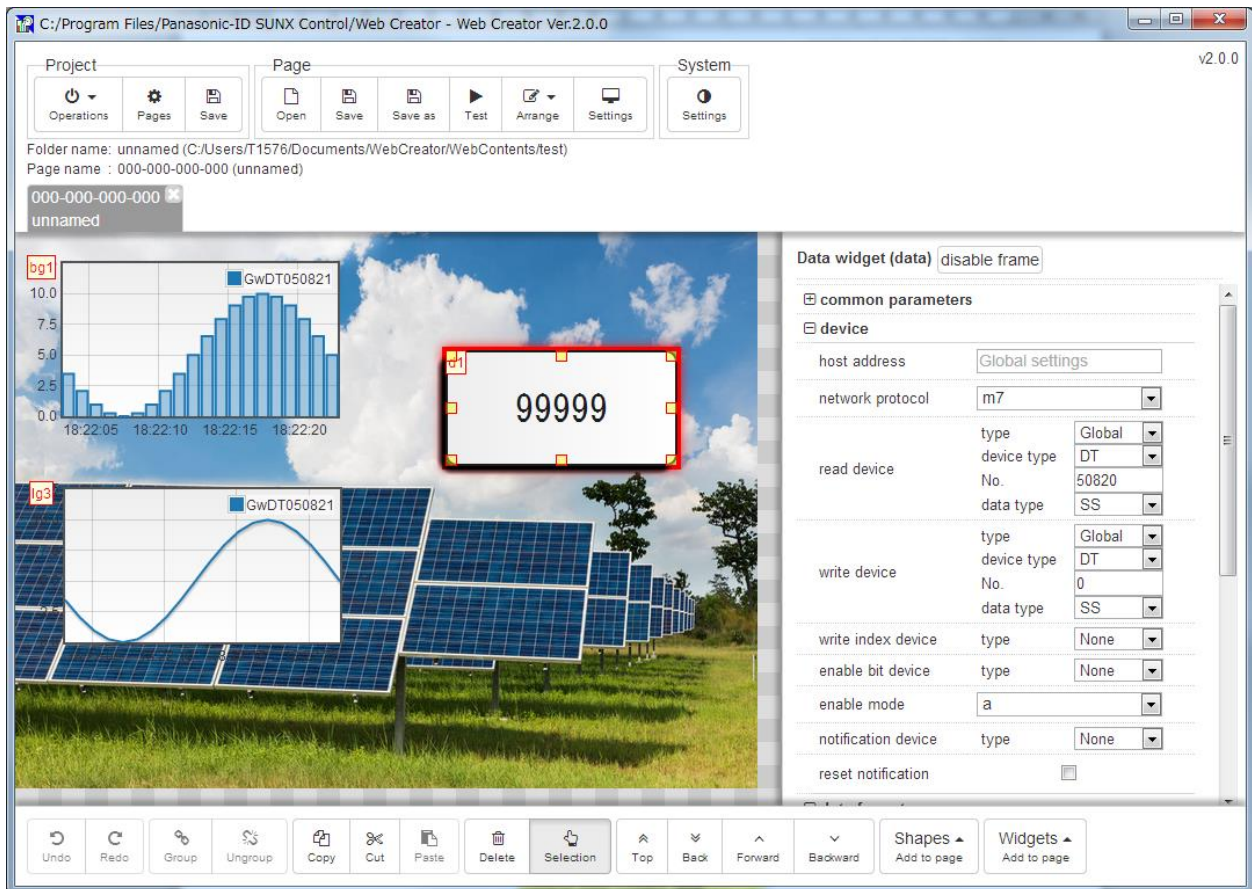 C:/Program Files/Panasonic-ID SUNX Control/Web Creator - Web Creator Ver.2.0.0
v2.0.0
Project
Page
System
Operations
Pages
Save
Open
Save
Save as
Test
Arrange
Settings
Settings
Folder name: unnamed (C:/Users/T1576/Documents/WebCreator/WebContents/test)
Page name : 000-000-000-000 (unnamed)
000-000-000-000
unnamed
bg1
GwDT050821
10.0
7.5
5.0
2.5
0.0
18:22:05 18:22:10 18:22:15 18:22:20
d1
99999
lg3
GwDT050821
Data widget (data) disable frame
common parameters
device
host address Global settings
network protocol m7
read device
type Global
device type DT
No. 50820
data type SS
write device
type Global
device type DT
No. 0
data type SS
write index device type None
enable bit device type None
enable mode a
notification device type None
reset notification
Undo
Redo
Group
Ungroup
Copy
Cut
Paste
Delete
Selection
Top
Back
Forward
Backward
Shapes
Add to page
Widgets
Add to page